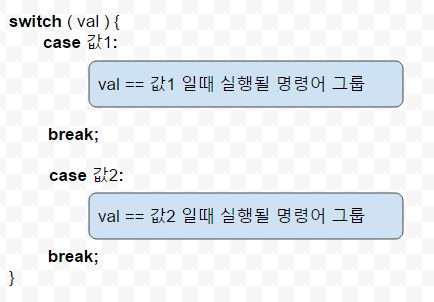 switch ( val ) {
case 값1:
val == 값1 일때 실행될 명령어 그룹
break;
case 값2:
val == 값2 일때 실행될 명령어 그룹
break;
}